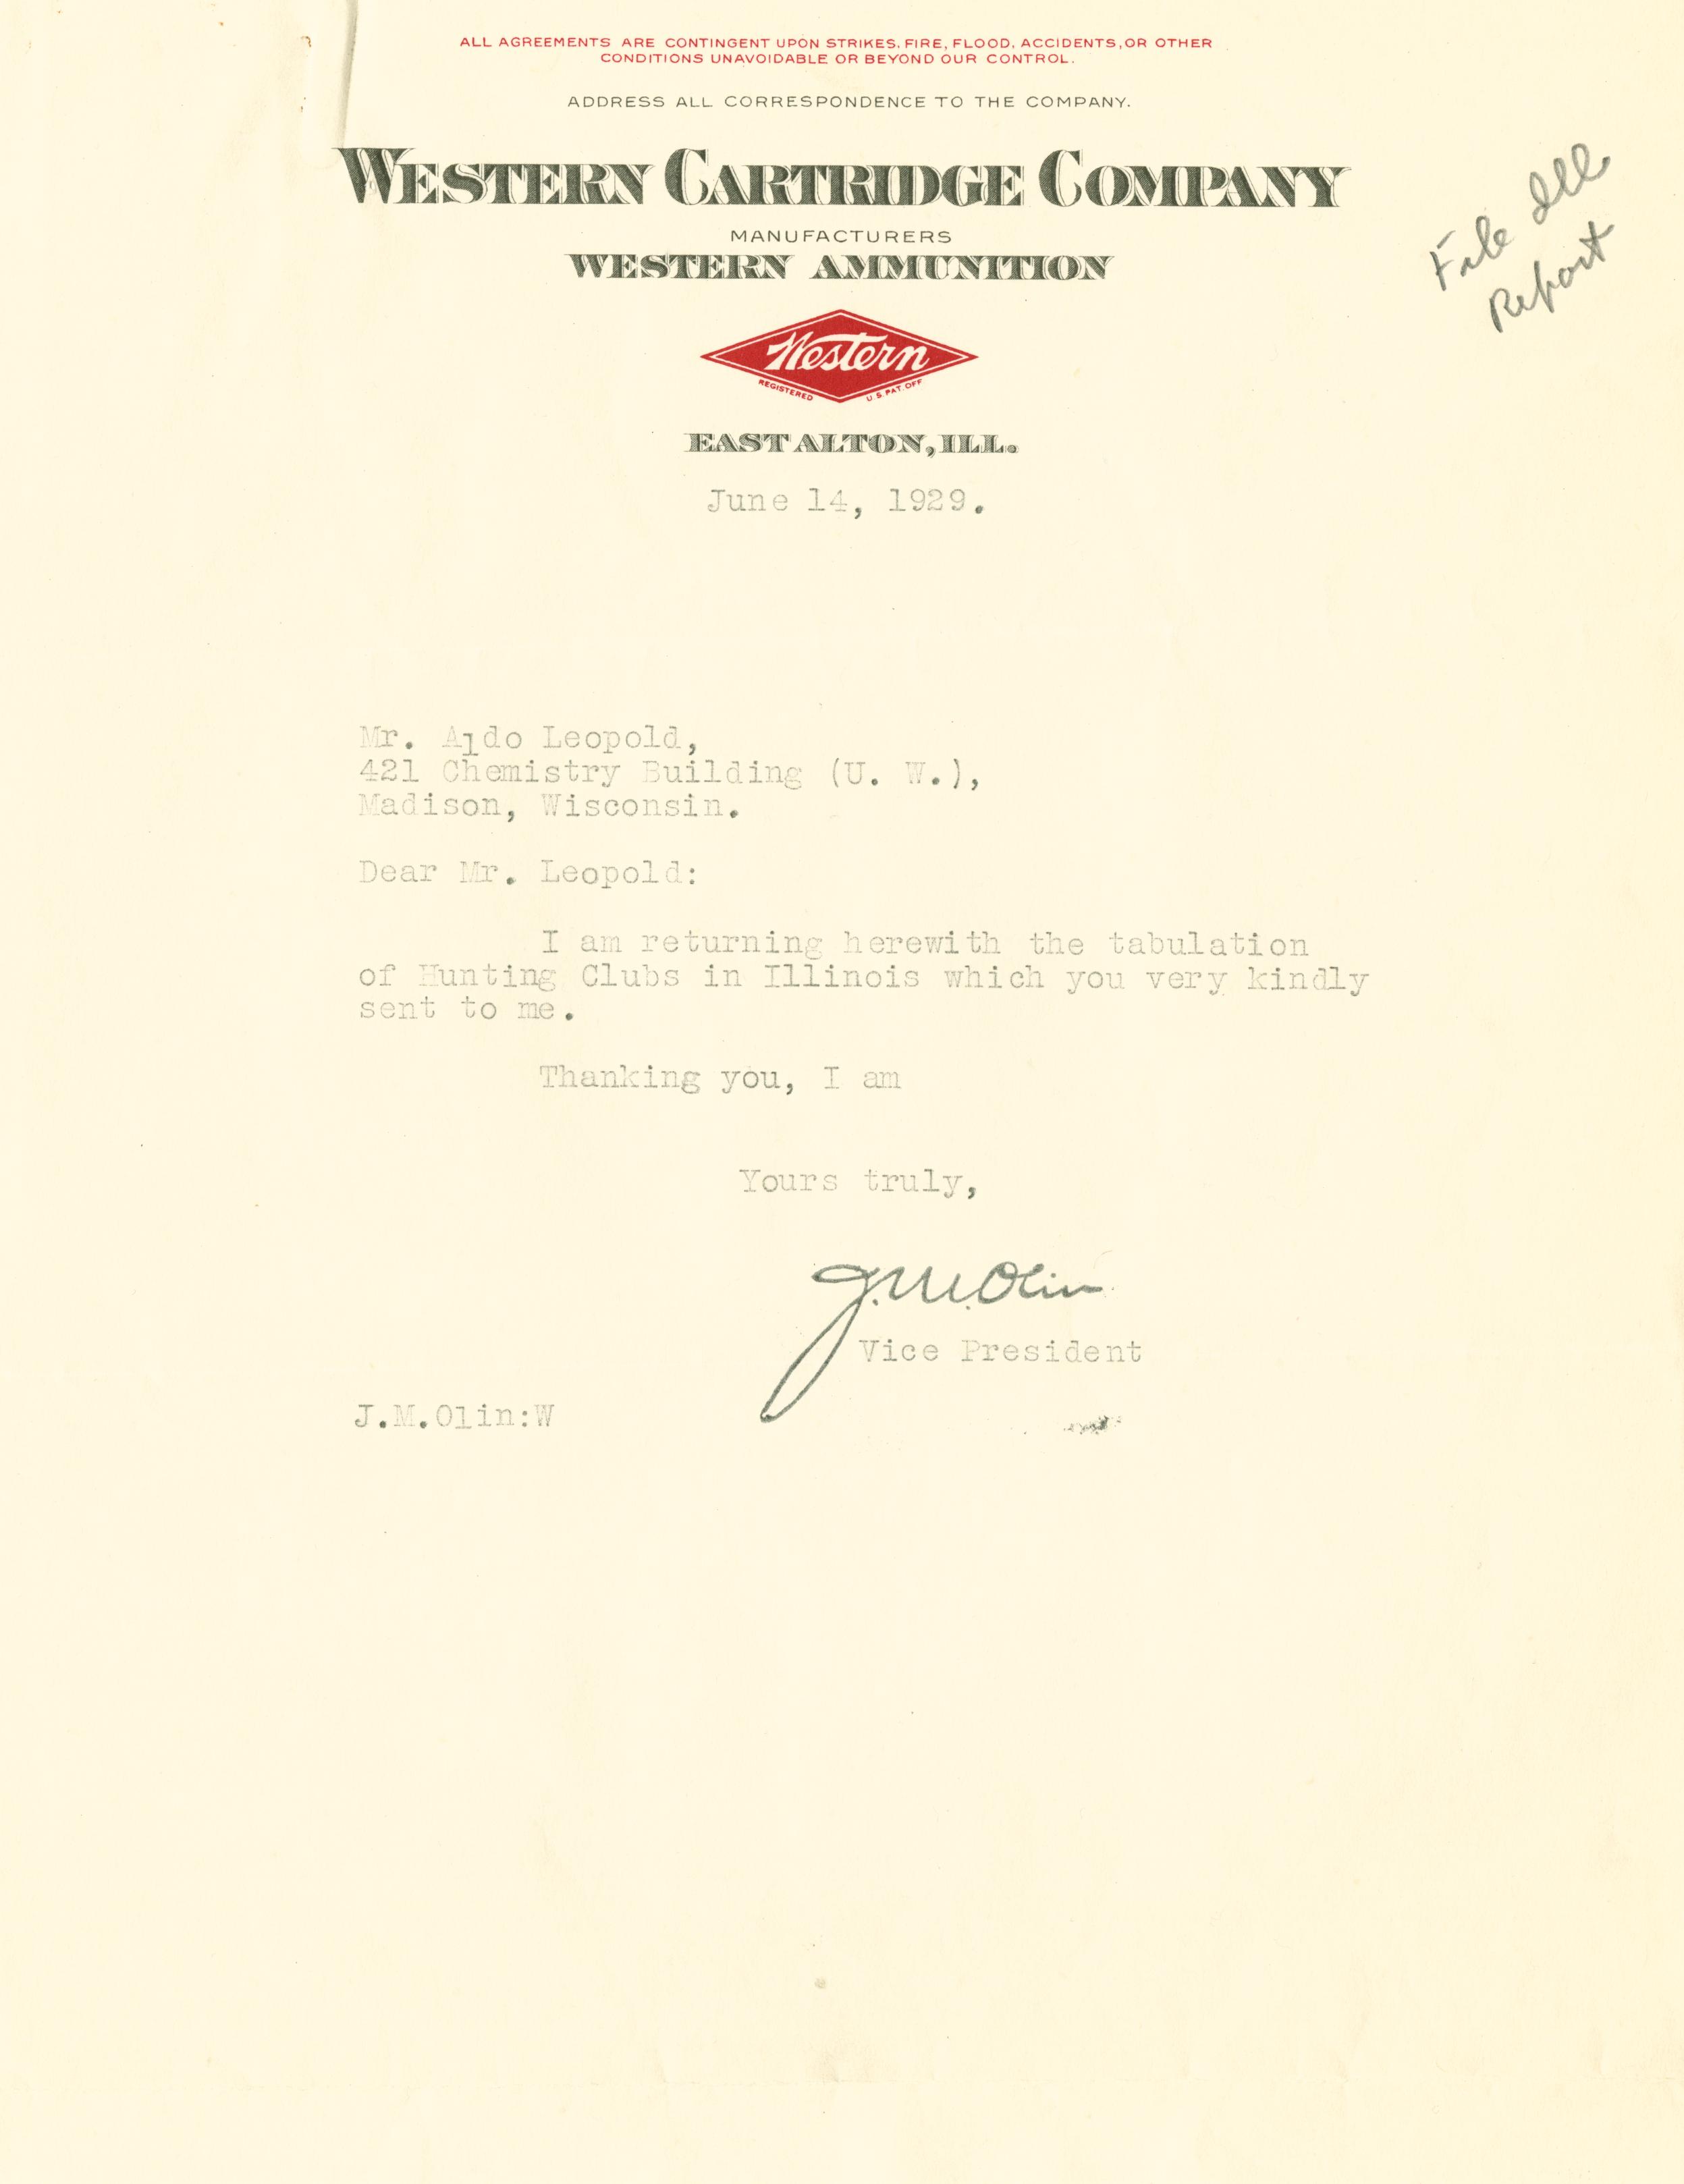 ALL AGREEMENTS ARE CONTINGENT UPON STRIKES, FIRE, FLOOD, ACCIDENTS, OR OTHER
CONDITIONS UNAVOIDABLE OR BEYOND OUR CONTROL.
ADDRESS ALL CORRESPONDENCE TO THE COMPANY.
WESTERN CARTRIDGE COMPANY
MANUFACTURERS
WESTERN AMMUNITION
Western
REGISTERED U.S. PAT. OFF
EAST ALTON, ILL.
File Ill
Report
June 14, 1929.
Mr. Aldo Leopold,
421 Chemistry Building (U. W.),
Madison, Wisconsin.
Dear Mr. Leopold:
I am returning herewith the tabulation
of Hunting Clubs in Illinois which you very kindly
sent to me.
Thanking you, I am
Yours truly,
J.M.Olin
Vice President
J.M.Olin:W